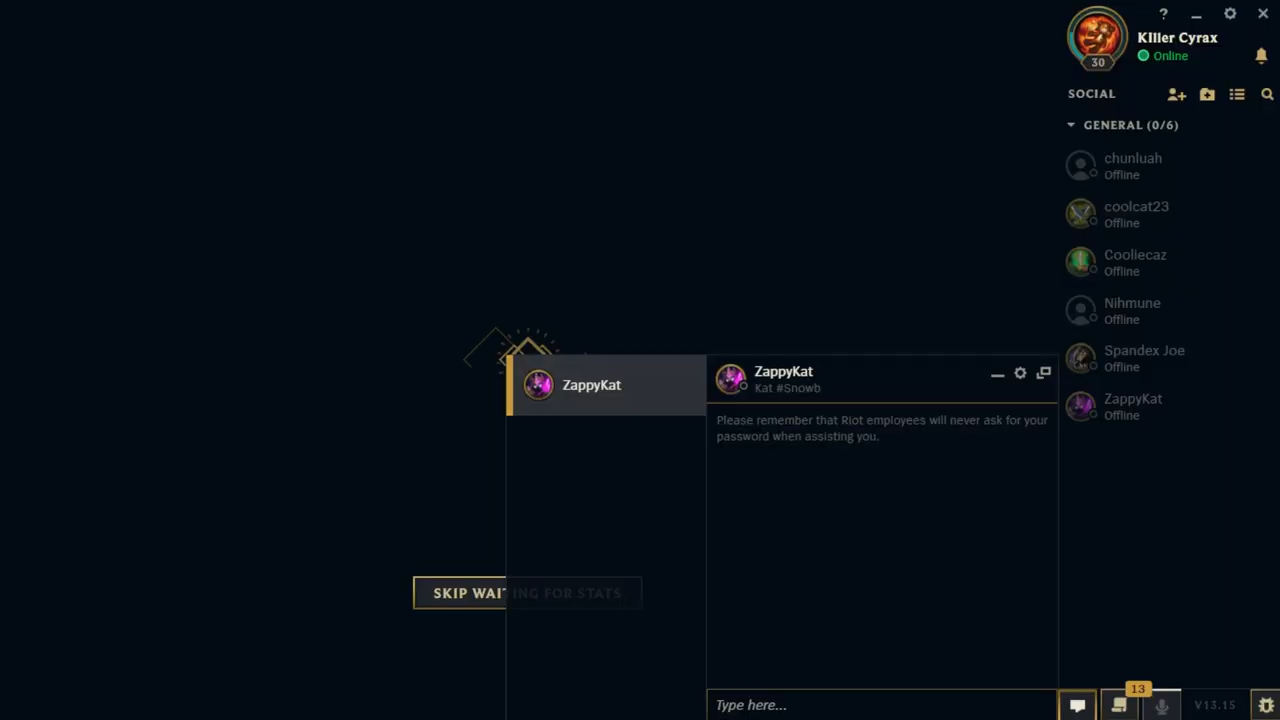 ?
KIller Cyrax
30
Online
SOCIAL
GENERAL (0/6)
chunluah
Offline
coolcat23
Offline
Cooliecaz
Offline
Nihmune
Offline
Spandex Joe
Offline
ZappyKat
Offline
ZappyKat
ZappyKat
Kat #Snowb
Please remember that Riot employees will never ask for your
password when assisting you.
SKIP WAITING FOR STATS
Type here...
13
V13.15